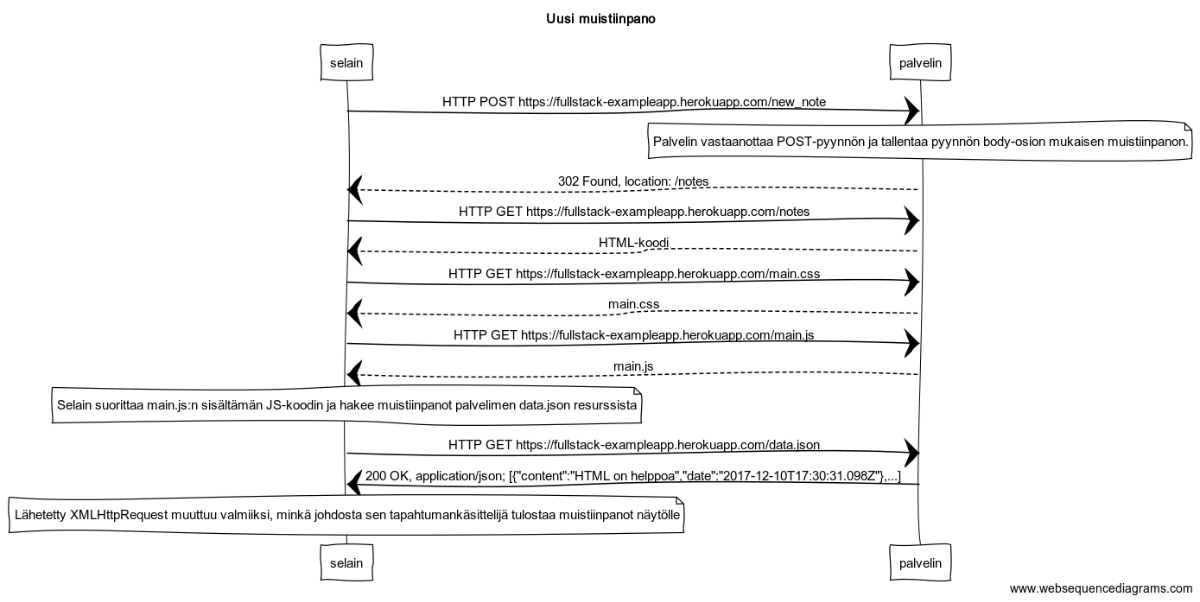 Uusi muistiinpano
selain
palvelin
HTTP POST https://fullstack-exampleapp.herokuapp.com/new_note
Palvelin vastaanottaa POST-pyynnön ja tallentaa pyynnön body-osion mukaisen muistiinpanon.
302 Found, location: /notes
HTTP GET https://fullstack-exampleapp.herokuapp.com/notes
HTML-koodi
HTTP GET https://fullstack-exampleapp.herokuapp.com/main.css
main.css
HTTP GET https://fullstack-exampleapp.herokuapp.com/main.js
main.js
Selain suorittaa main.js:n sisältämän JS-koodin ja hakee muistiinpanot palvelimen data.json resurssista
HTTP GET https://fullstack-exampleapp.herokuapp.com/data.json
200 OK, application/json; [{"content":"HTML on helppoa","date":"2017-12-10T17:30:31.098Z"},...]
Lähetetty XMLHttpRequest muuttuu valmiiksi, minkä johdosta sen tapahtumankäsittelijä tulostaa muistiinpanot näytölle
selain
palvelin
www.websequencediagrams.com